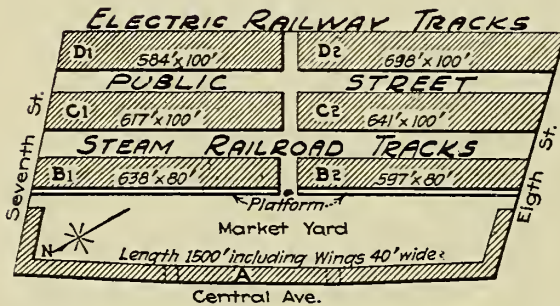 ELECTRIC RAILWAY TRACKS
D1 584'x100' D2 698'x100'
PUBLIC STREET
C1 617'x100' C2 641'x100'
STEAM RAILROAD TRACKS
B1 638'x80' B2 597'x80'
Platform
Seventh St.
Eigth St.
Market Yard
N
Length 1500' including Wings 40' wide
A
Central Ave.